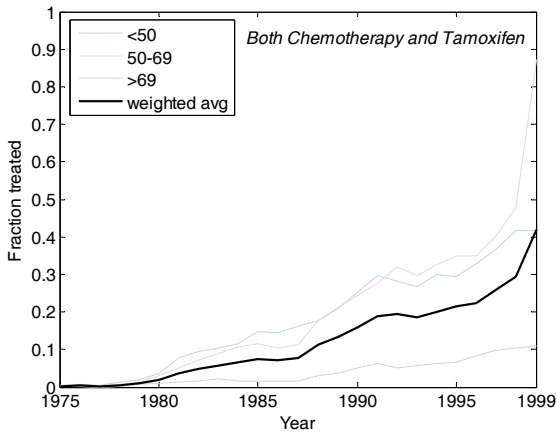 Both Chemotherapy and Tamoxifen
<50
50-69
>69
weighted avg
Fraction treated
1
0.9
0.8
0.7
0.6
0.5
0.4
0.3
0.2
0.1
0
1975 1980 1985 1990 1995 1999
Year